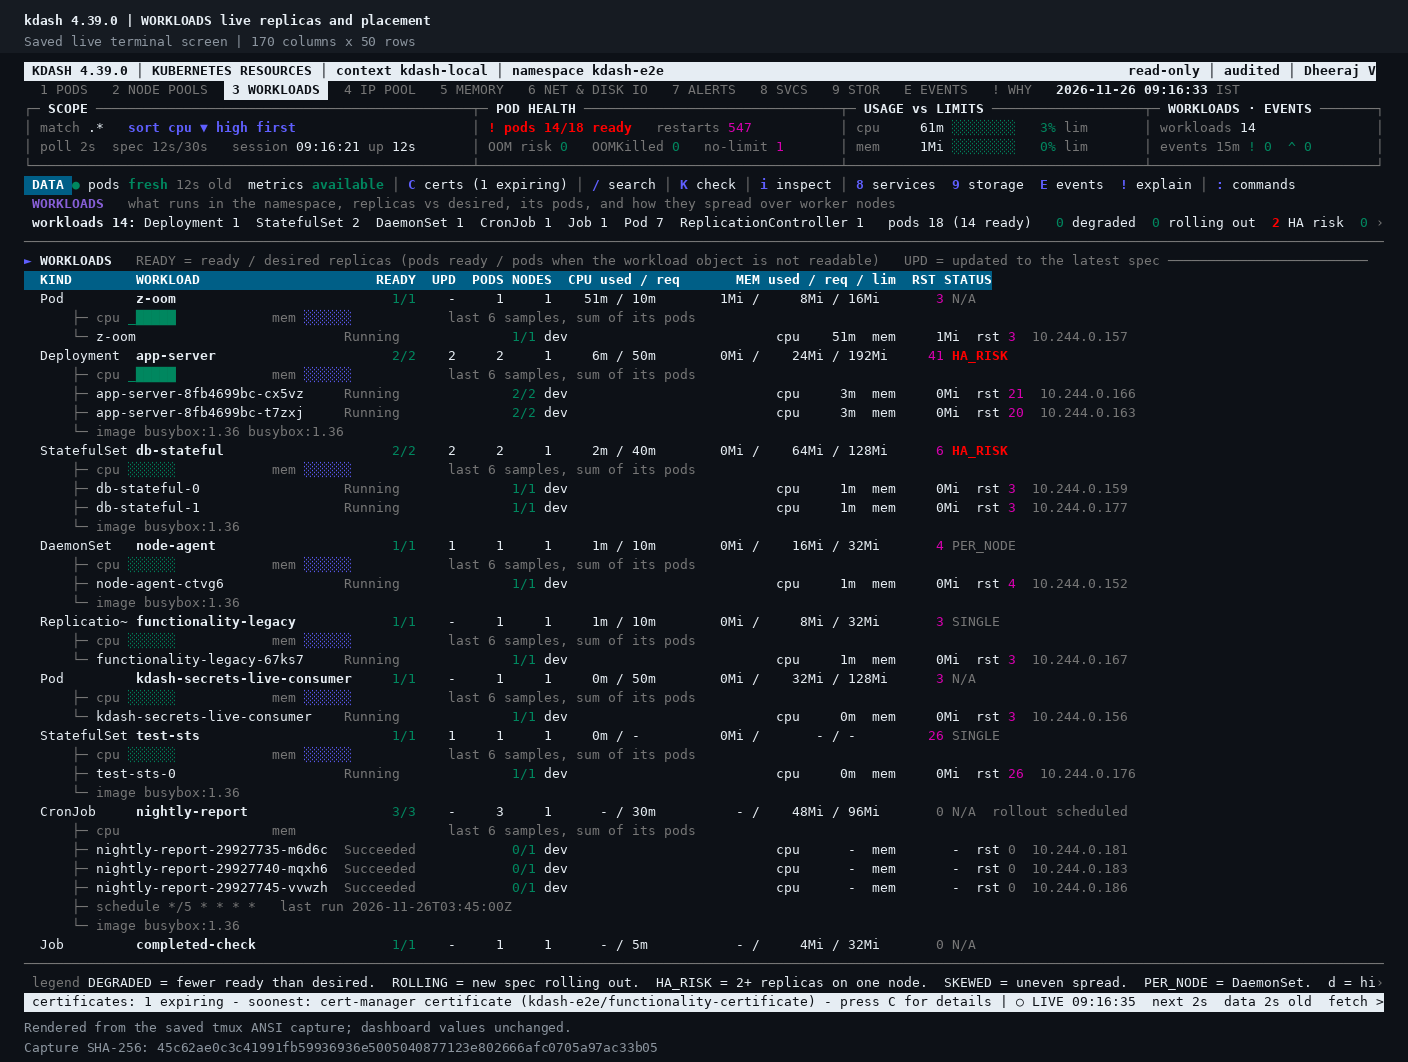 kdash 4.39.0 | WORKLOADS live replicas and placement
Saved live terminal screen | 170 columns x 50 rows
KDASH 4.39.0 │ KUBERNETES RESOURCES │ context kdash-local │ namespace kdash-e2e read-only │ audited │ Dheeraj V
1 PODS 2 NODE POOLS 3 WORKLOADS 4 IP POOL 5 MEMORY 6 NET & DISK IO 7 ALERTS 8 SVCS 9 STOR E EVENTS ! WHY 2026-11-26 09:16:33 IST
┌─ SCOPE ─┬─ POD HEALTH ─┬─ USAGE vs LIMITS ─┬─ WORKLOADS · EVENTS ─┐
│ match .* sort cpu ▼ high first │ ! pods 14/18 ready restarts 547 │ cpu 61m ░░░░░░░░ 3% lim │ workloads 14 │
│ poll 2s spec 12s/30s session 09:16:21 up 12s │ OOM risk 0 OOMKilled 0 no-limit 1 │ mem 1Mi ░░░░░░░░ 0% lim │ events 15m ! 0 ^ 0 │
DATA ● pods fresh 12s old metrics available │ C certs (1 expiring) │ / search │ K check │ i inspect │ 8 services 9 storage E events ! explain │ : commands
WORKLOADS what runs in the namespace, replicas vs desired, its pods, and how they spread over worker nodes
workloads 14: Deployment 1 StatefulSet 2 DaemonSet 1 CronJob 1 Job 1 Pod 7 ReplicationController 1 pods 18 (14 ready) 0 degraded 0 rolling out 2 HA risk 0 ›
► WORKLOADS READY = ready / desired replicas (pods ready / pods when the workload object is not readable) UPD = updated to the latest spec
KIND WORKLOAD READY UPD PODS NODES CPU used / req MEM used / req / lim RST STATUS
Pod z-oom 1/1 - 1 1 51m / 10m 1Mi / 8Mi / 16Mi 3 N/A
├─ cpu _█████ mem ░░░░░░ last 6 samples, sum of its pods
└─ z-oom Running 1/1 dev cpu 51m mem 1Mi rst 3 10.244.0.157
Deployment app-server 2/2 2 2 1 6m / 50m 0Mi / 24Mi / 192Mi 41 HA_RISK
├─ cpu _█████ mem ░░░░░░ last 6 samples, sum of its pods
├─ app-server-8fb4699bc-cx5vz Running 2/2 dev cpu 3m mem 0Mi rst 21 10.244.0.166
├─ app-server-8fb4699bc-t7zxj Running 2/2 dev cpu 3m mem 0Mi rst 20 10.244.0.163
└─ image busybox:1.36 busybox:1.36
StatefulSet db-stateful 2/2 2 2 1 2m / 40m 0Mi / 64Mi / 128Mi 6 HA_RISK
├─ cpu ░░░░░░ mem ░░░░░░ last 6 samples, sum of its pods
├─ db-stateful-0 Running 1/1 dev cpu 1m mem 0Mi rst 3 10.244.0.159
├─ db-stateful-1 Running 1/1 dev cpu 1m mem 0Mi rst 3 10.244.0.177
└─ image busybox:1.36
DaemonSet node-agent 1/1 1 1 1 1m / 10m 0Mi / 16Mi / 32Mi 4 PER_NODE
├─ cpu ░░░░░░ mem ░░░░░░ last 6 samples, sum of its pods
├─ node-agent-ctvg6 Running 1/1 dev cpu 1m mem 0Mi rst 4 10.244.0.152
└─ image busybox:1.36
Replicatio~ functionality-legacy 1/1 - 1 1 1m / 10m 0Mi / 8Mi / 32Mi 3 SINGLE
├─ cpu ░░░░░░ mem ░░░░░░ last 6 samples, sum of its pods
└─ functionality-legacy-67ks7 Running 1/1 dev cpu 1m mem 0Mi rst 3 10.244.0.167
Pod kdash-secrets-live-consumer 1/1 - 1 1 0m / 50m 0Mi / 32Mi / 128Mi 3 N/A
├─ cpu ░░░░░░ mem ░░░░░░ last 6 samples, sum of its pods
└─ kdash-secrets-live-consumer Running 1/1 dev cpu 0m mem 0Mi rst 3 10.244.0.156
StatefulSet test-sts 1/1 1 1 1 0m / - 0Mi / - / - 26 SINGLE
├─ cpu ░░░░░░ mem ░░░░░░ last 6 samples, sum of its pods
├─ test-sts-0 Running 1/1 dev cpu 0m mem 0Mi rst 26 10.244.0.176
└─ image busybox:1.36
CronJob nightly-report 3/3 - 3 1 - / 30m - / 48Mi / 96Mi 0 N/A rollout scheduled
├─ cpu mem last 6 samples, sum of its pods
├─ nightly-report-29927735-m6d6c Succeeded 0/1 dev cpu - mem - rst 0 10.244.0.181
├─ nightly-report-29927740-mqxh6 Succeeded 0/1 dev cpu - mem - rst 0 10.244.0.183
├─ nightly-report-29927745-vvwzh Succeeded 0/1 dev cpu - mem - rst 0 10.244.0.186
├─ schedule */5 * * * * last run 2026-11-26T03:45:00Z
└─ image busybox:1.36
Job completed-check 1/1 - 1 1 - / 5m - / 4Mi / 32Mi 0 N/A
legend DEGRADED = fewer ready than desired. ROLLING = new spec rolling out. HA_RISK = 2+ replicas on one node. SKEWED = uneven spread. PER_NODE = DaemonSet. d = hi›
certificates: 1 expiring - soonest: cert-manager certificate (kdash-e2e/functionality-certificate) - press C for details | ○ LIVE 09:16:35 next 2s data 2s old fetch >
Rendered from the saved tmux ANSI capture; dashboard values unchanged.
Capture SHA-256: 45c62ae0c3c41991fb59936936e5005040877123e802666afc0705a97ac33b05